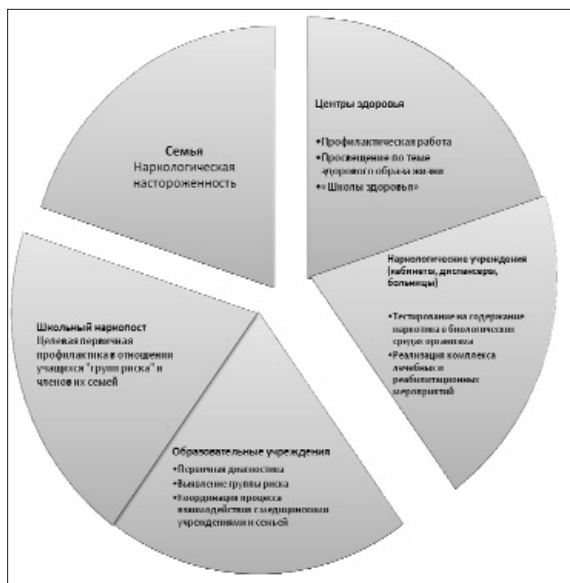 Центры здоровья
•Профилактическая работа
•Просвещение по теме
здорового образа жизни
•«Школы здоровья»
Наркологические учреждения
(кабинеты, диспансеры,
больницы)
•Тестирование на содержание
наркотика в биологических
средах организма
•Реализация комплекса
лечебных и
реабилитационных
мероприятий
Образовательные учреждения
•Первичная диагностика
•Выявление группы риска
•Координация процесса
взаимодействия с медицинскими
учреждениями и семьей
Школьный наркопост
Целевая первичная
профилактика в отношении
учащихся "групп риска" и
членов их семей
Семья
Наркологическая
настороженность